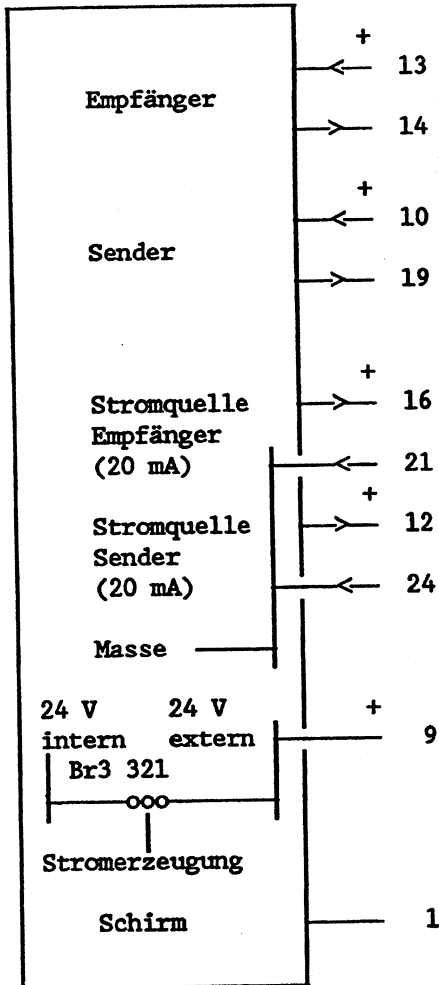 +
13
Empfänger
14
+
10
Sender
19
+
Stromquelle 16
Empfänger
(20 mA) 21
+
Stromquelle 12
Sender
(20 mA) 24
Masse
24 V 24 V +
intern extern 9
Br3 321
Stromerzeugung
Schirm 1